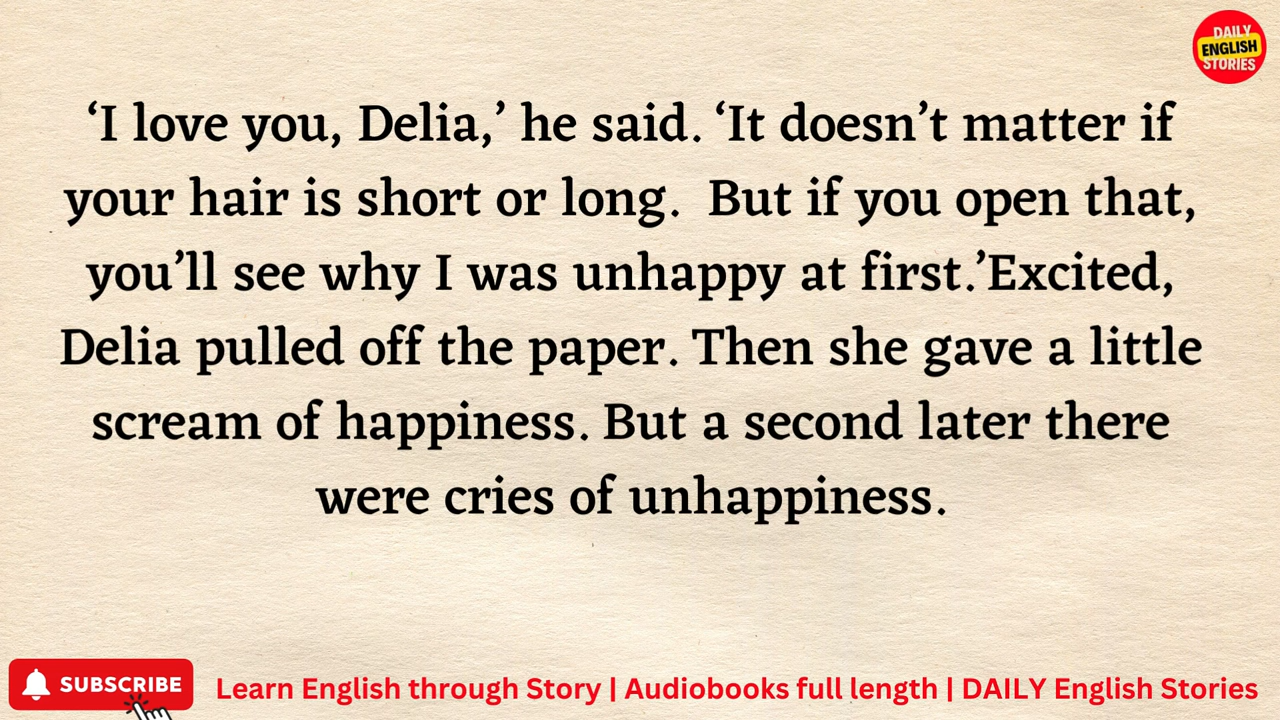 DAILY
ENGLISH
STORIES
‘I love you, Delia,’ he said. ‘It doesn’t matter if
your hair is short or long.  But if you open that,
you’ll see why I was unhappy at first.’Excited,
Delia pulled off the paper. Then she gave a little
scream of happiness. But a second later there
were cries of unhappiness.
SUBSCRIBE
Learn English through Story | Audiobooks full length | DAILY English Stories